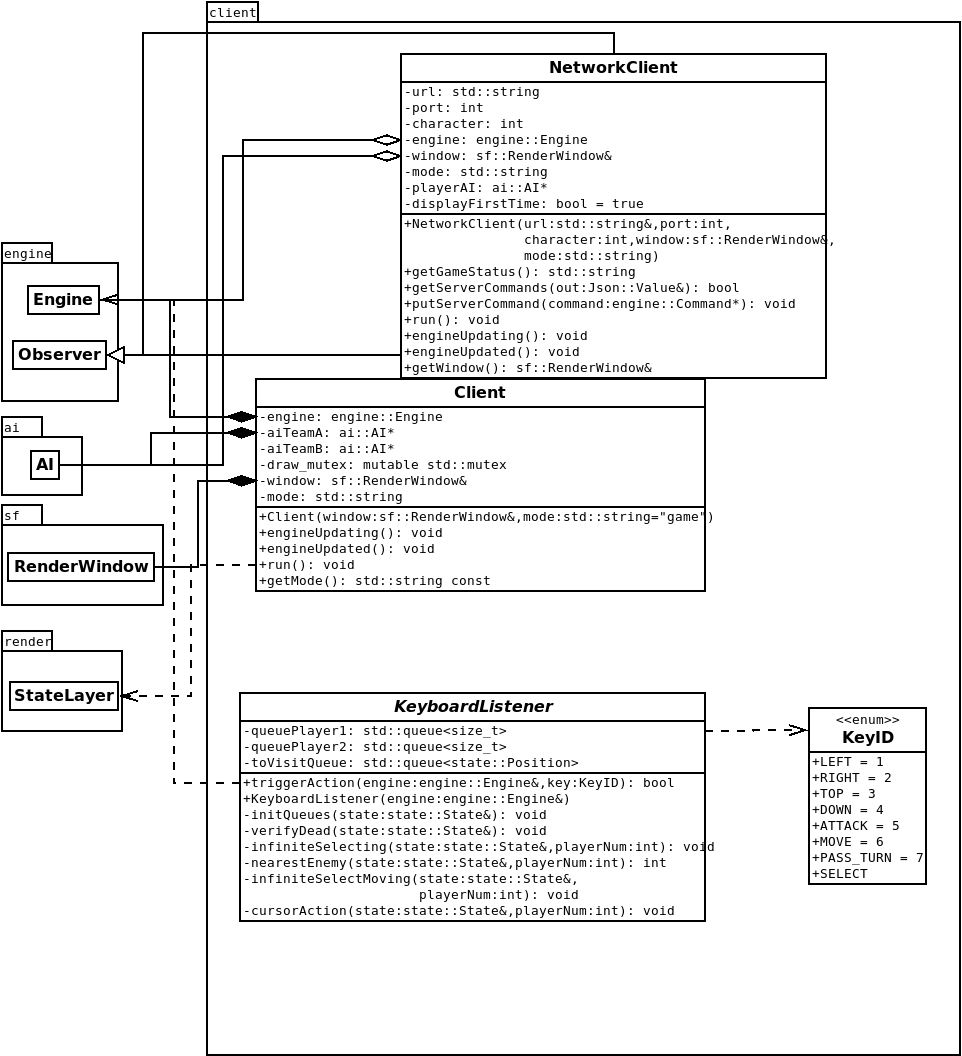 client
NetworkClient
-url: std::string
-port: int
-character: int
-engine: engine::Engine
-window: sf::RenderWindow&
-mode: std::string
-playerAI: ai::AI*
-displayFirstTime: bool = true
+NetworkClient(url:std::string&,port:int,
character:int,window:sf::RenderWindow&,
mode:std::string)
+getGameStatus(): std::string
+getServerCommands(out:Json::Value&): bool
+putServerCommand(command:engine::Command*): void
+run(): void
+engineUpdating(): void
+engineUpdated(): void
+getWindow(): sf::RenderWindow&
engine
Engine
Observer
Client
-engine: engine::Engine
-aiTeamA: ai::AI*
-aiTeamB: ai::AI*
-draw_mutex: mutable std::mutex
-window: sf::RenderWindow&
-mode: std::string
+Client(window:sf::RenderWindow&,mode:std::string="game")
+engineUpdating(): void
+engineUpdated(): void
+run(): void
+getMode(): std::string const
ai
AI
sf
RenderWindow
render
StateLayer
KeyboardListener
-queuePlayer1: std::queue<size_t>
-queuePlayer2: std::queue<size_t>
-toVisitQueue: std::queue<state::Position>
+triggerAction(engine:engine::Engine&,key:KeyID): bool
+KeyboardListener(engine:engine::Engine&)
-initQueues(state:state::State&): void
-verifyDead(state:state::State&): void
-infiniteSelecting(state:state::State&,playerNum:int): void
-nearestEnemy(state:state::State&,playerNum:int): int
-infiniteSelectMoving(state:state::State&,
playerNum:int): void
-cursorAction(state:state::State&,playerNum:int): void
<<enum>>
KeyID
+LEFT = 1
+RIGHT = 2
+TOP = 3
+DOWN = 4
+ATTACK = 5
+MOVE = 6
+PASS_TURN = 7
+SELECT